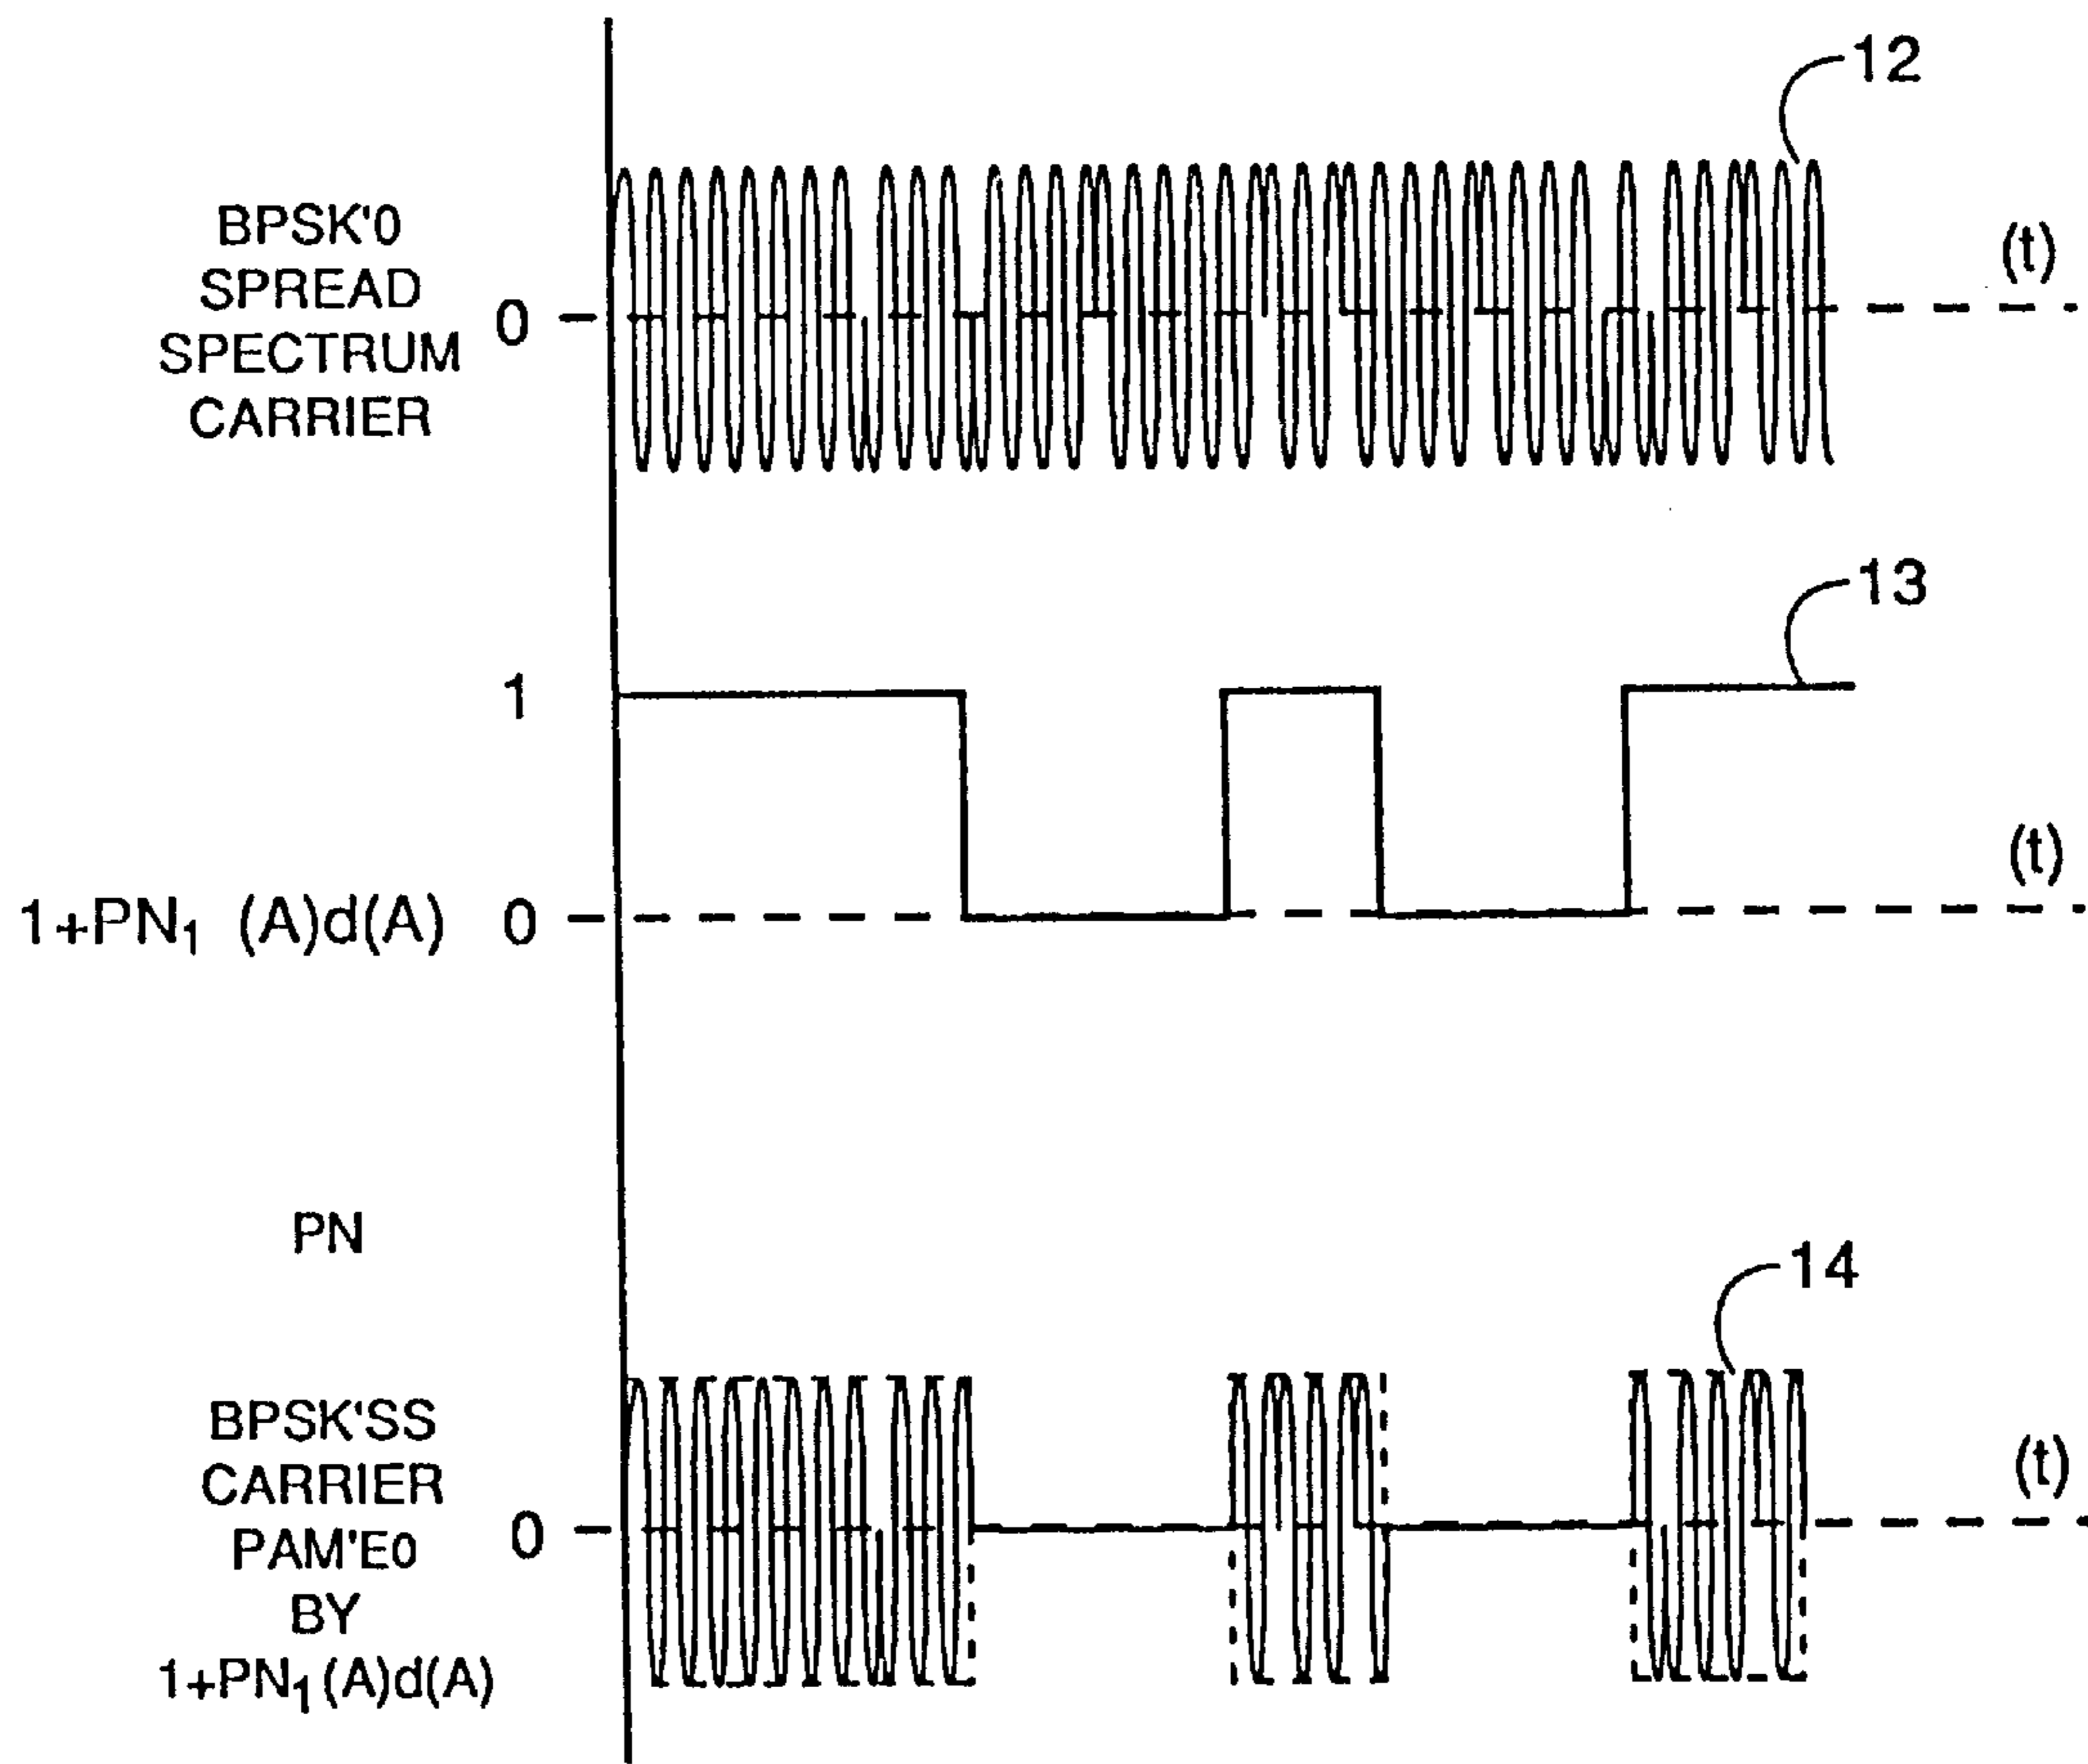 12
BPSK'0
SPREAD
SPECTRUM
CARRIER
0
(t)
13
1
(t)
1+PN₁ (A)d(A) 0
PN
14
BPSK'SS
CARRIER
PAM'E0
BY
1+PN₁(A)d(A)
0
(t)